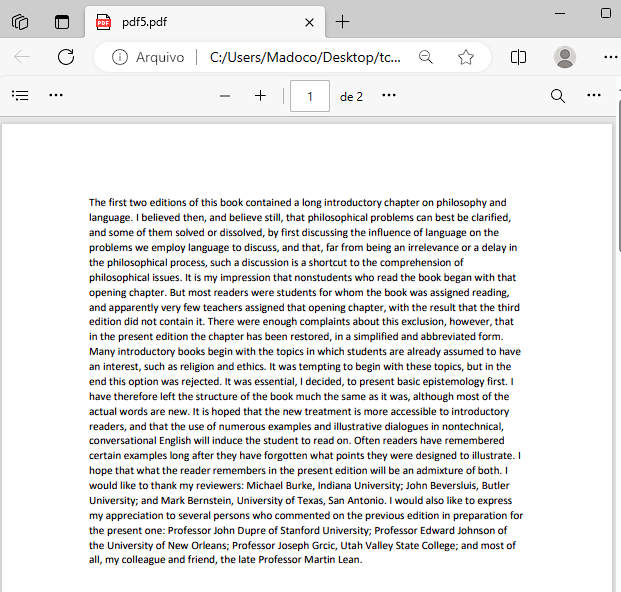 pdf5.pdf
Arquivo
C:/Users/Madoco/Desktop/tc...
1 de 2
The first two editions of this book contained a long introductory chapter on philosophy and
language. I believed then, and believe still, that philosophical problems can best be clarified,
and some of them solved or dissolved, by first discussing the influence of language on the
problems we employ language to discuss, and that, far from being an irrelevance or a delay in
the philosophical process, such a discussion is a shortcut to the comprehension of
philosophical issues. It is my impression that nonstudents who read the book began with that
opening chapter. But most readers were students for whom the book was assigned reading,
and apparently very few teachers assigned that opening chapter, with the result that the third
edition did not contain it. There were enough complaints about this exclusion, however, that
in the present edition the chapter has been restored, in a simplified and abbreviated form.
Many introductory books begin with the topics in which students are already assumed to have
an interest, such as religion and ethics. It was tempting to begin with these topics, but in the
end this option was rejected. It was essential, I decided, to present basic epistemology first. I
have therefore left the structure of the book much the same as it was, although most of the
actual words are new. It is hoped that the new treatment is more accessible to introductory
readers, and that the use of numerous examples and illustrative dialogues in nontechnical,
conversational English will induce the student to read on. Often readers have remembered
certain examples long after they have forgotten what points they were designed to illustrate. I
hope that what the reader remembers in the present edition will be an admixture of both. I
would like to thank my reviewers: Michael Burke, Indiana University; John Beversluis, Butler
University; and Mark Bernstein, University of Texas, San Antonio. I would also like to express
my appreciation to several persons who commented on the previous edition in preparation for
the present one: Professor John Dupre of Stanford University; Professor Edward Johnson of
the University of New Orleans; Professor Joseph Grcic, Utah Valley State College; and most of
all, my colleague and friend, the late Professor Martin Lean.